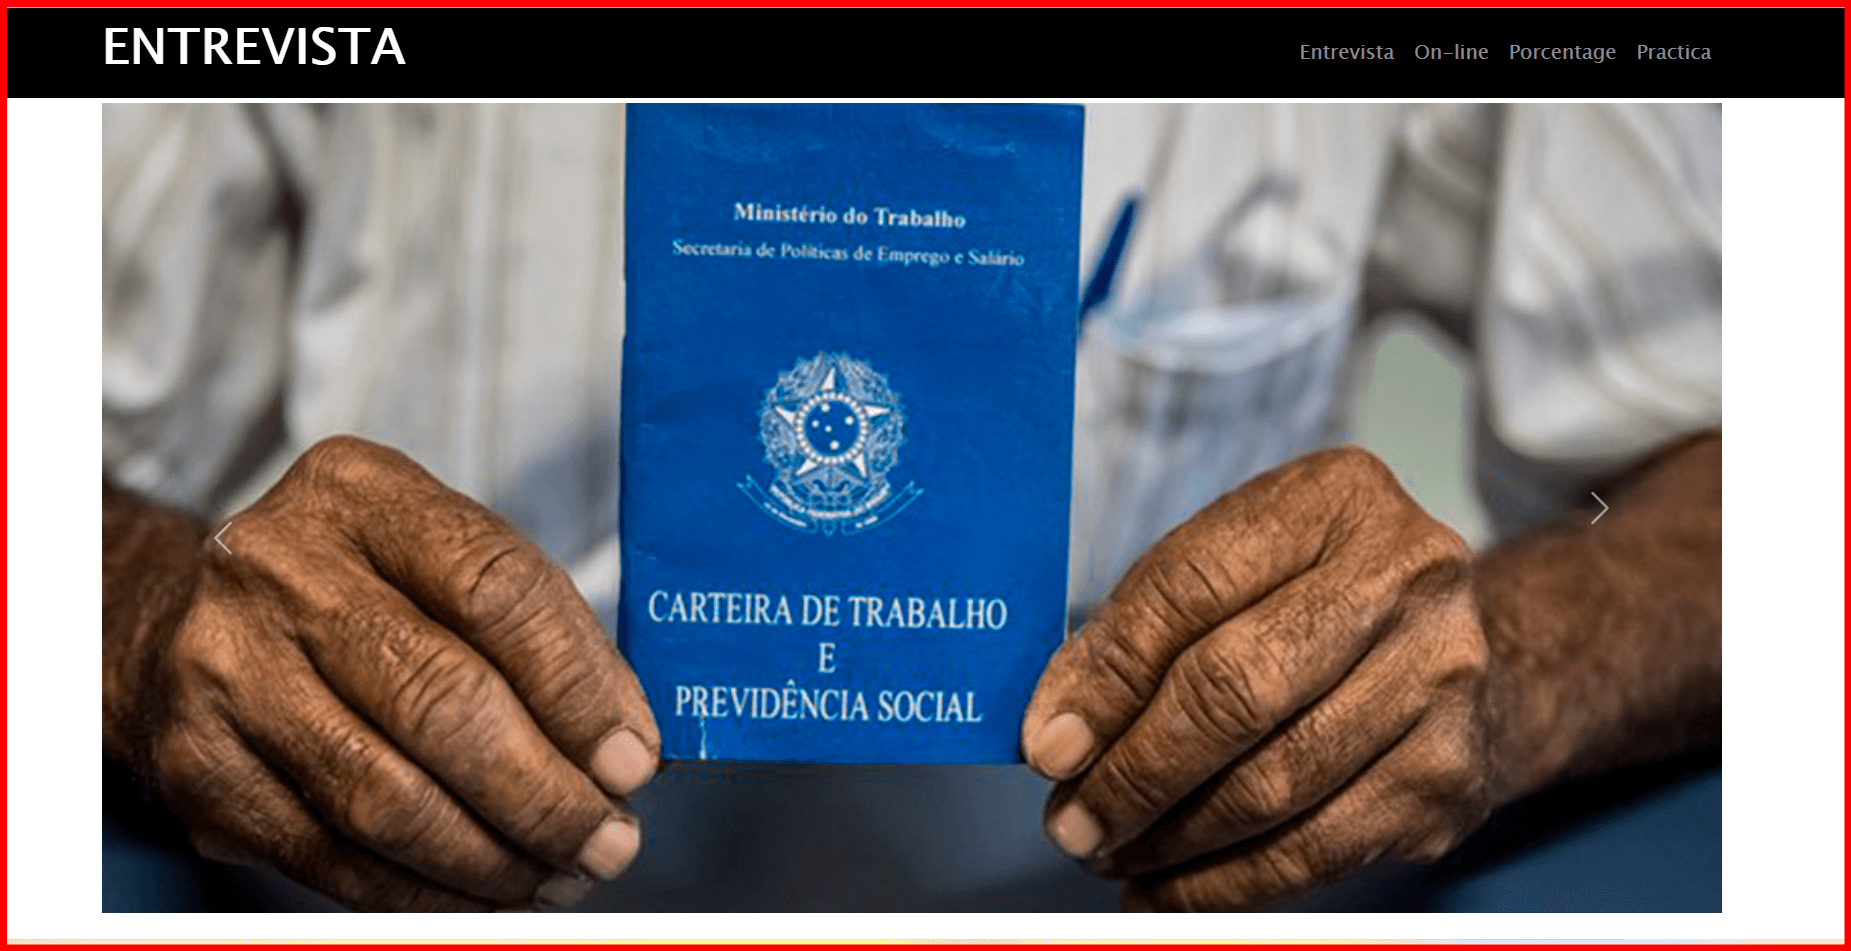 ENTREVISTA
Entrevista On-line Porcentage Practica
Ministério do Trabalho
Secretaria de Políticas de Emprego e Salário
CARTEIRA DE TRABALHO
E
PREVIDÊNCIA SOCIAL